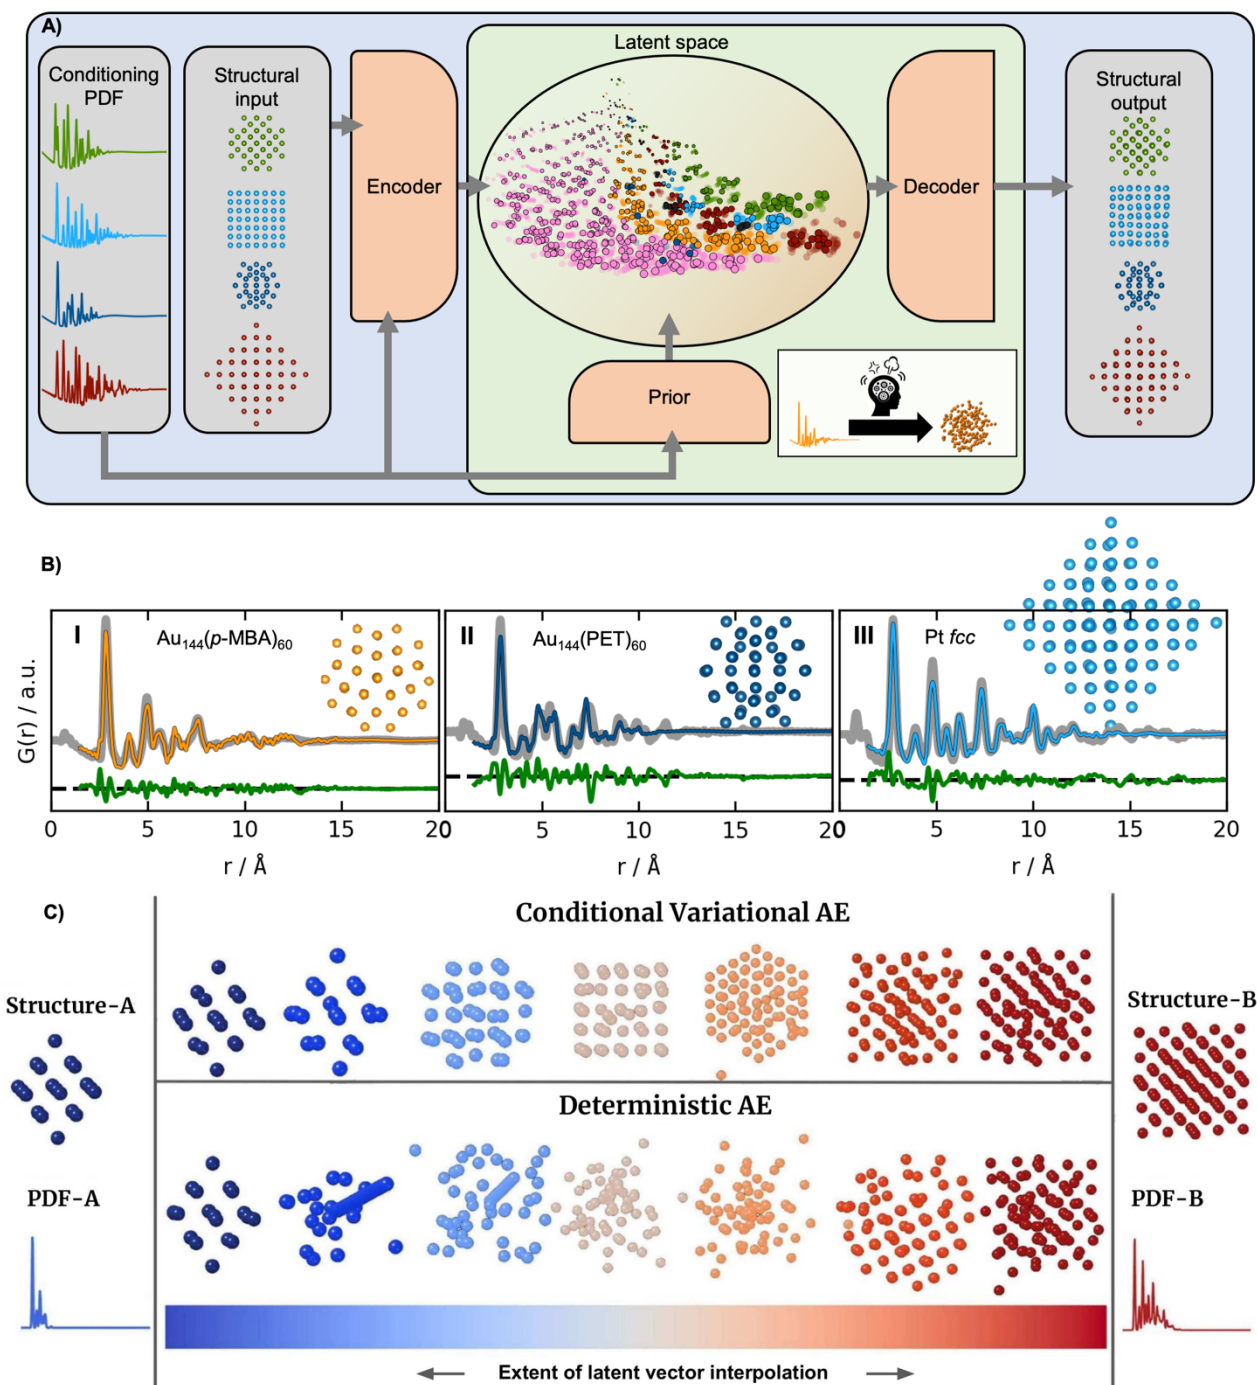 A)
Conditioning
PDF
Structural
input
Encoder
Latent space
Prior
Decoder
Structural
output
B)
G(r) / a.u.
I
Au₁₄₄(p-MBA)₆₀
0 5 10 15 20
r / Å
II
Au₁₄₄(PET)₆₀
0 5 10 15 20
r / Å
III
Pt fcc
0 5 10 15 20
r / Å
C)
Conditional Variational AE
Structure-A
Structure-B
Deterministic AE
PDF-A
PDF-B
Extent of latent vector interpolation